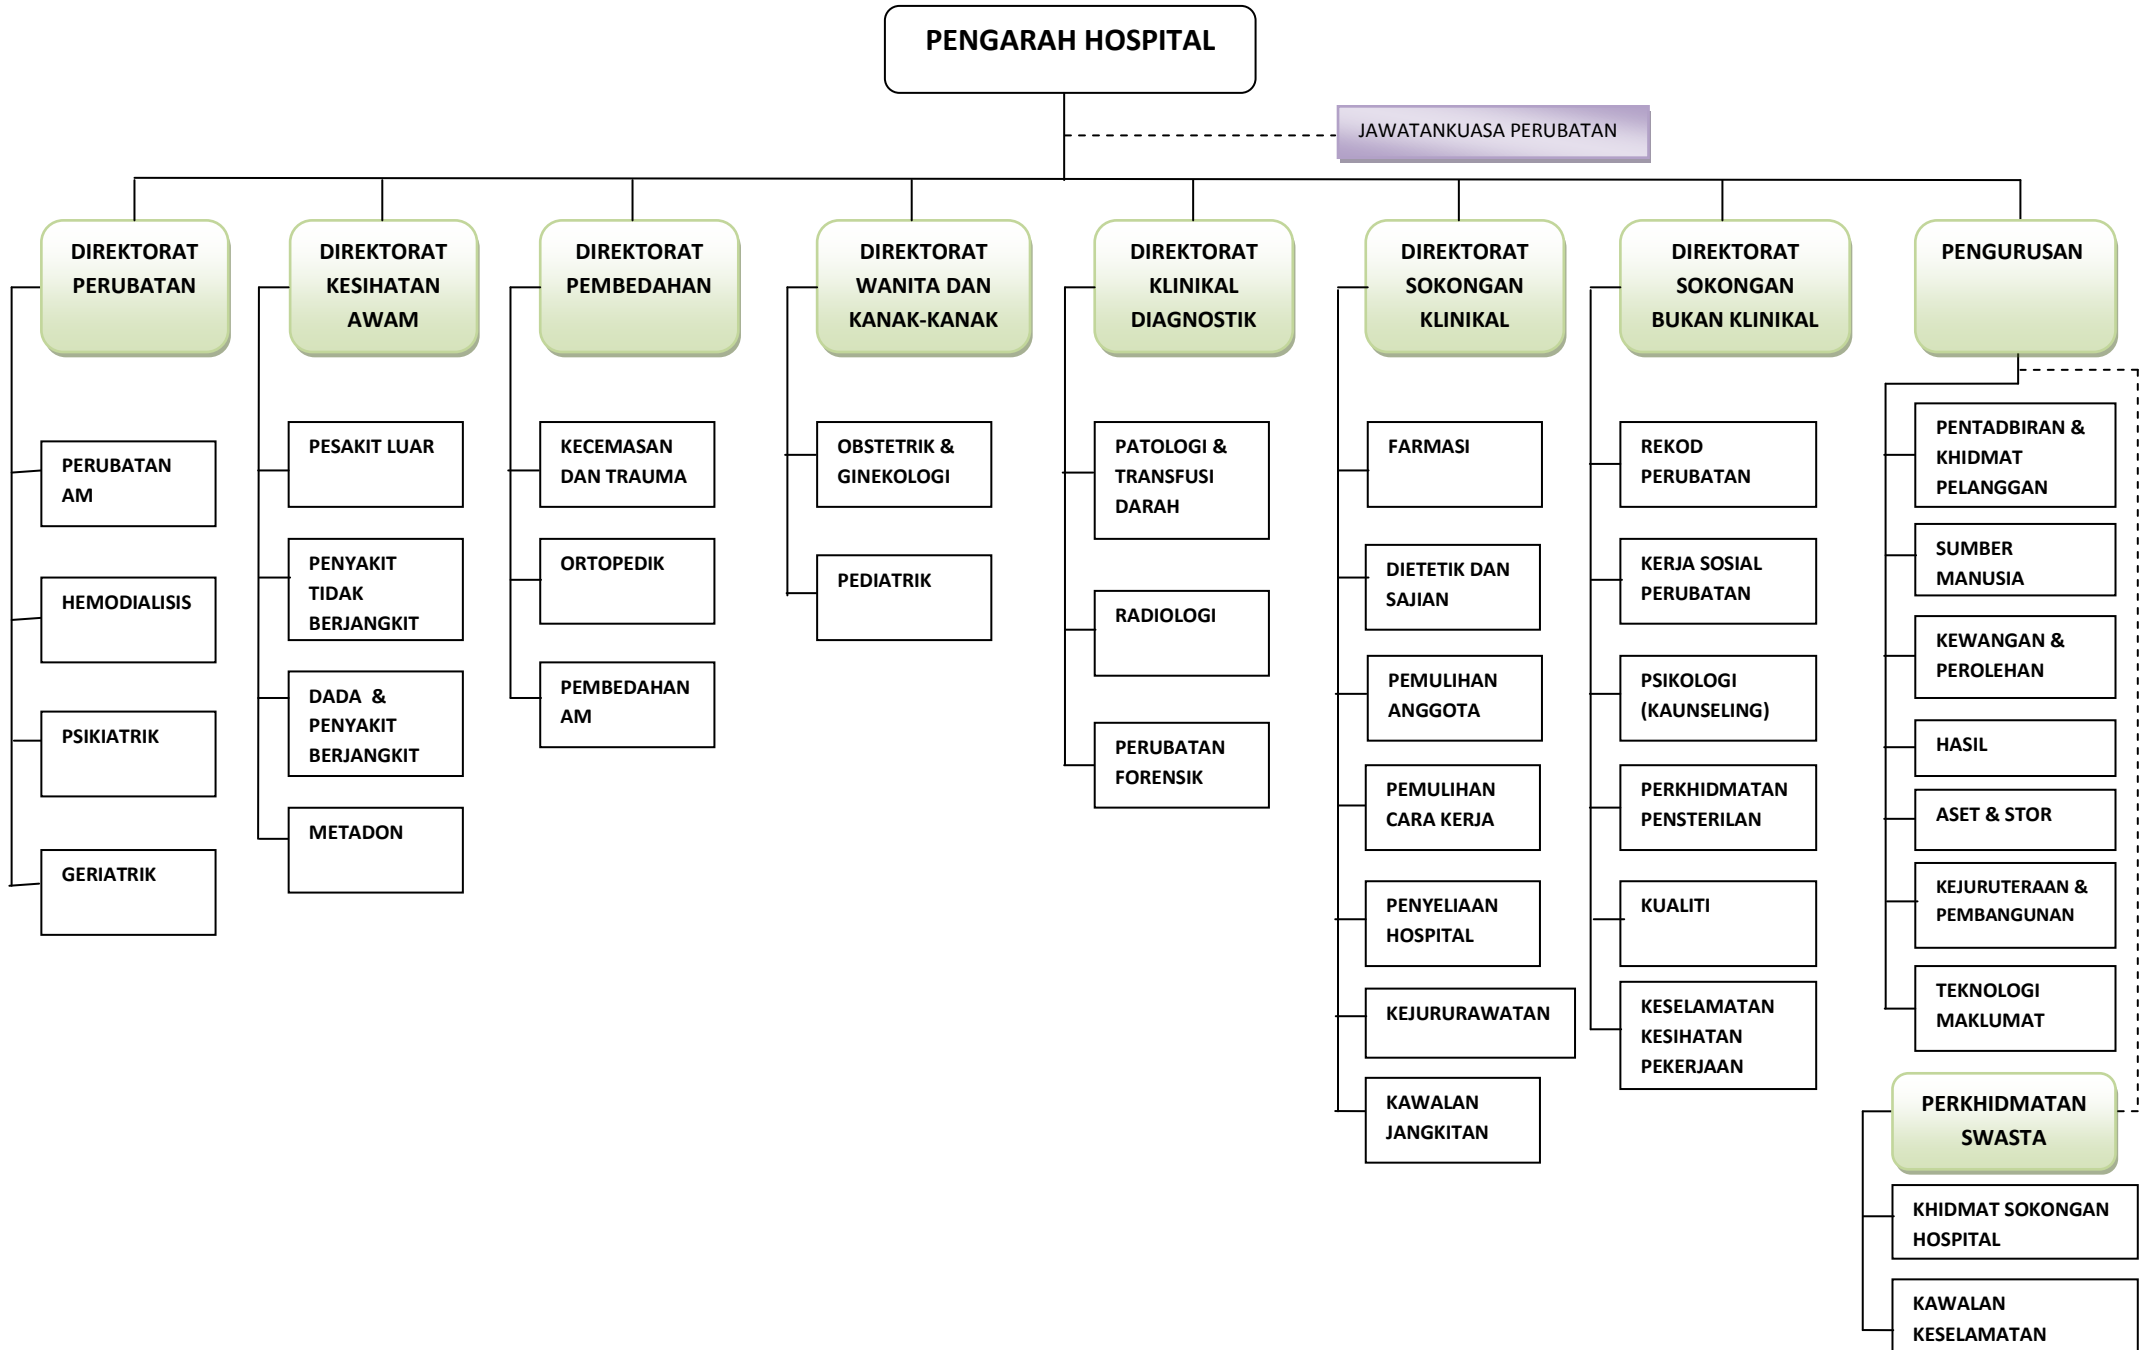 PENGARAH HOSPITAL
JAWATANKUASA PERUBATAN
DIREKTORAT
PERUBATAN
PERUBATAN
AM
HEMODIALISIS
PSIKIATRIK
GERIATRIK
DIREKTORAT
KESIHATAN
AWAM
PESAKIT LUAR
PENYAKIT
TIDAK
BERJANGKIT
DADA &
PENYAKIT
BERJANGKIT
METADON
DIREKTORAT
PEMBEDAHAN
KECEMASAN
DAN TRAUMA
ORTOPEDIK
PEMBEDAHAN
AM
DIREKTORAT
WANITA DAN
KANAK-KANAK
OBSTETRIK &
GINEKOLOGI
PEDIATRIK
DIREKTORAT
KLINIKAL
DIAGNOSTIK
PATOLOGI &
TRANSFUSI
DARAH
RADIOLOGI
PERUBATAN
FORENSIK
DIREKTORAT
SOKONGAN
KLINIKAL
FARMASI
DIETETIK DAN
SAJIAN
PEMULIHAN
ANGGOTA
PEMULIHAN
CARA KERJA
PENYELIAAN
HOSPITAL
KEJURURAWATAN
KAWALAN
JANGKITAN
DIREKTORAT
SOKONGAN
BUKAN KLINIKAL
REKOD
PERUBATAN
KERJA SOSIAL
PERUBATAN
PSIKOLOGI
(KAUNSELING)
PERKHIDMATAN
PENSTERILAN
KUALITI
KESELAMATAN
KESIHATAN
PEKERJAAN
PENGURUSAN
PENTADBIRAN &
KHIDMAT
PELANGGAN
SUMBER
MANUSIA
KEWANGAN &
PEROLEHAN
HASIL
ASET & STOR
KEJURUTERAAN &
PEMBANGUNAN
TEKNOLOGI
MAKLUMAT
PERKHIDMATAN
SWASTA
KHIDMAT SOKONGAN
HOSPITAL
KAWALAN
KESELAMATAN